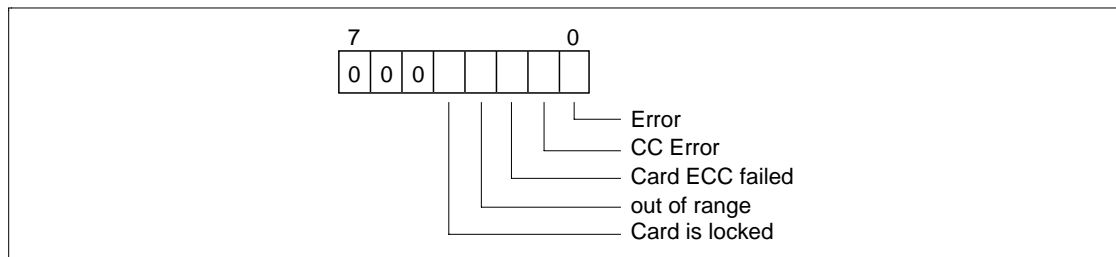 7 0
0 0 0
Error
CC Error
Card ECC failed
out of range
Card is locked